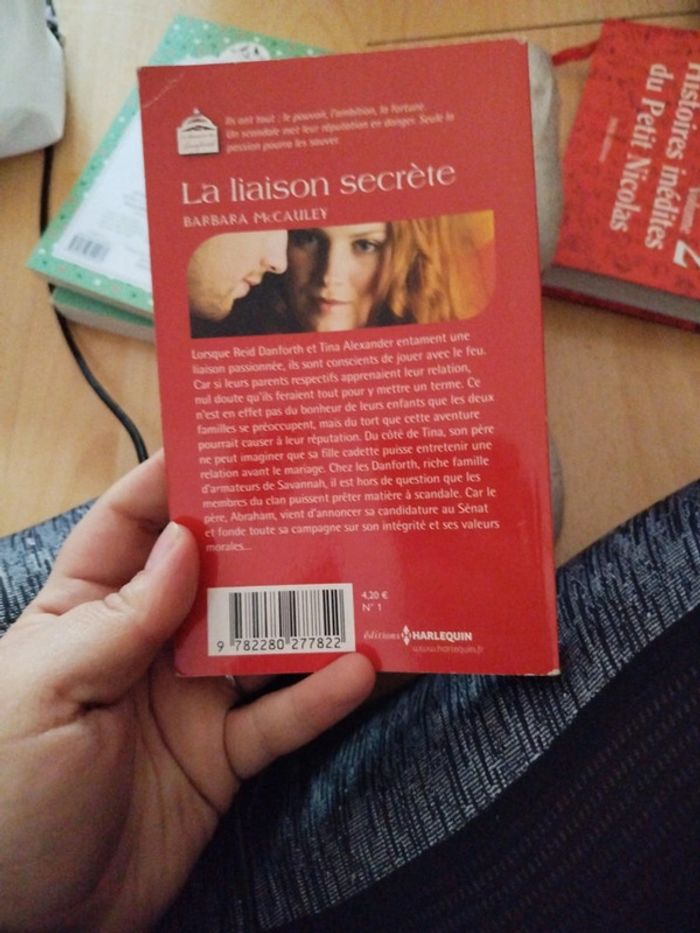 Ils ont tout : le pouvoir, l'ambition, la fortune.
Un scandale met leur réputation en danger. Seule la
passion pourra les sauver.
La liaison secrète
BARBARA McCAULEY
Lorsque Reid Danforth et Tina Alexander entament une
liaison passionnée, ils sont conscients de jouer avec le feu.
Car si leurs parents respectifs apprenaient leur relation,
nul doute qu'ils feraient tout pour y mettre un terme. Ce
n'est en effet pas du bonheur de leurs enfants que les deux
familles se préoccupent, mais du tort que cette aventure
pourrait causer à leur réputation. Du côté de Tina, son père
ne peut imaginer que sa fille cadette puisse entretenir une
relation avant le mariage. Chez les Danforth, riche famille
d'armateurs de Savannah, il est hors de question que les
membres du clan puissent prêter matière à scandale. Car le
père, Abraham, vient d'annoncer sa candidature au Sénat
et fonde toute sa campagne sur son intégrité et ses valeurs
morales...
4,20 €
N° 1
9 782280 277822
éditions HARLEQUIN
www.harlequin.fr
Histoires inédites
du Petit Nicolas
2